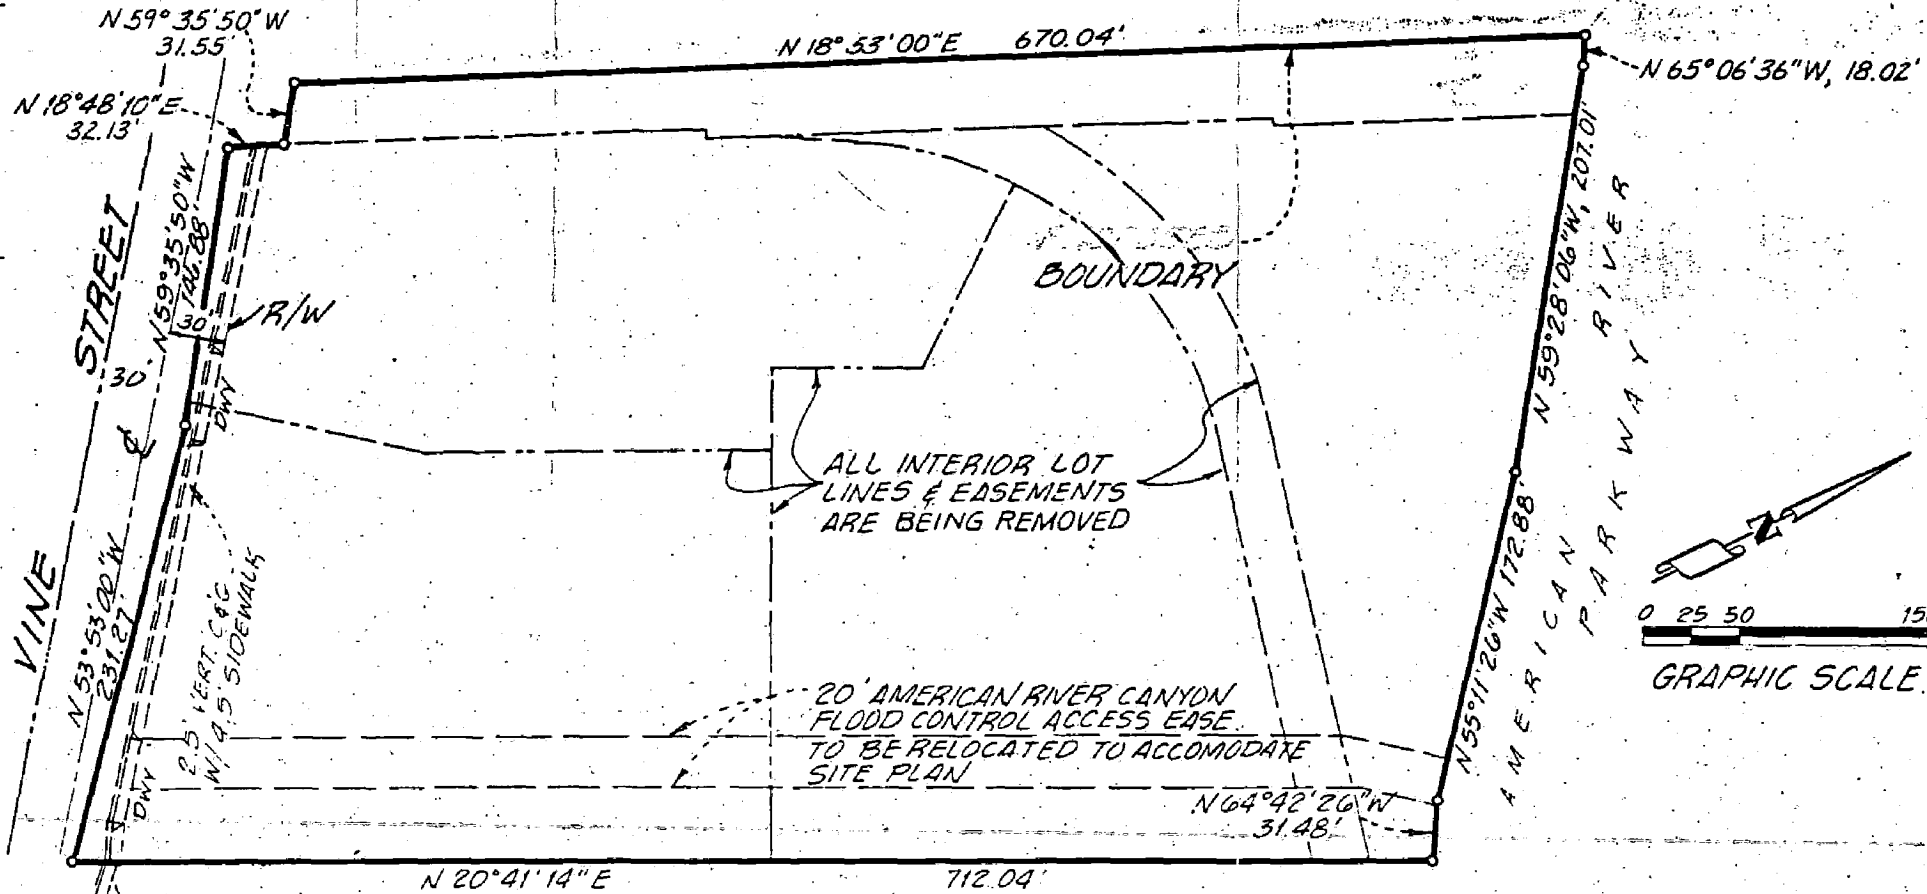 N 59° 35' 50" W
31.55'
N 18° 53' 00" E 670.04'
N 65° 06' 36" W, 18.02'
N 18° 48' 10" E
32.13'
N 59° 35' 50" W
146.88'
30'
R/W
30'
VINE STREET
DWY
BOUNDARY
N 59° 28' 06" W, 207.01'
AMERICAN RIVER
PARKWAY
ALL INTERIOR LOT
LINES & EASEMENTS
ARE BEING REMOVED
N 53° 53' 00" W
231.27'
2.5' VERT. C&G
W/ 4.5' SIDEWALK
DWY
20' AMERICAN RIVER CANYON
FLOOD CONTROL ACCESS EASE.
TO BE RELOCATED TO ACCOMODATE
SITE PLAN
N 55° 11' 26" W 172.88'
N 64° 42' 26" W
31.48'
N
0 25 50 15
GRAPHIC SCALE
N 20° 41' 14" E 712.04'